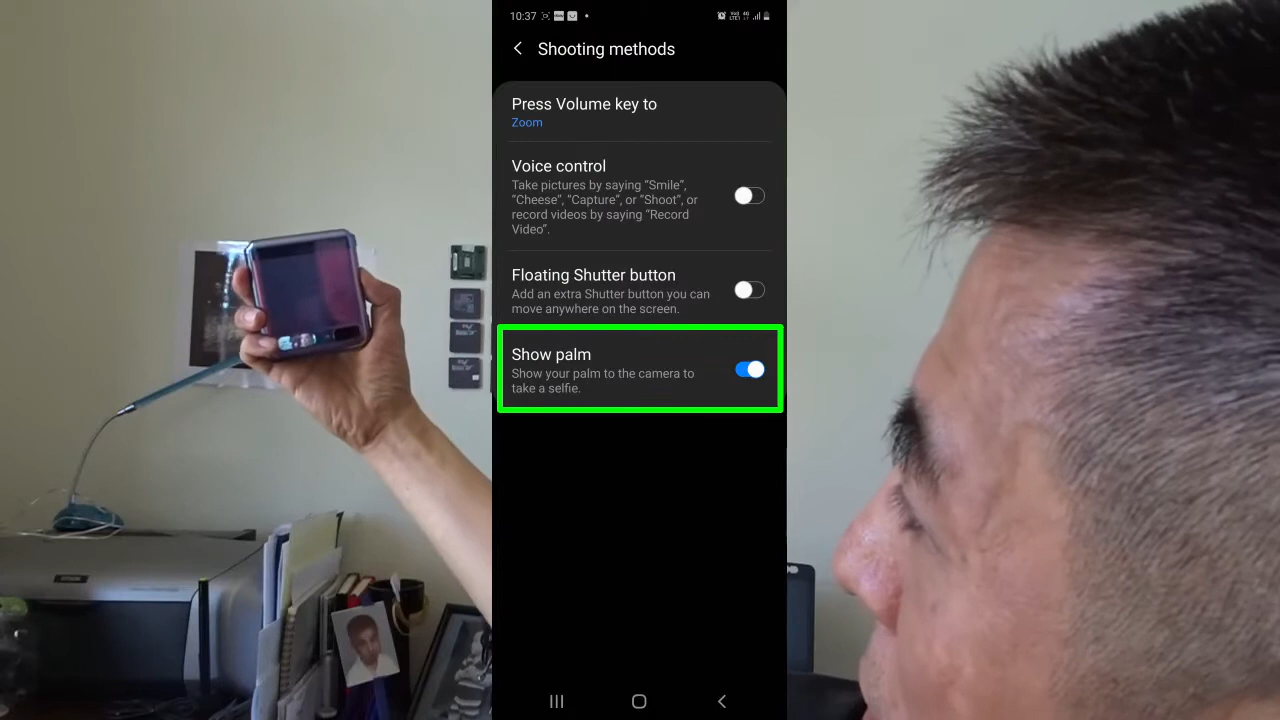 10:37
Shooting methods
Press Volume key to
Zoom
Voice control
Take pictures by saying “Smile”,
“Cheese”, “Capture”, or “Shoot”, or
record videos by saying “Record
Video”.
Floating Shutter button
Add an extra Shutter button you can
move anywhere on the screen.
Show palm
Show your palm to the camera to
take a selfie.